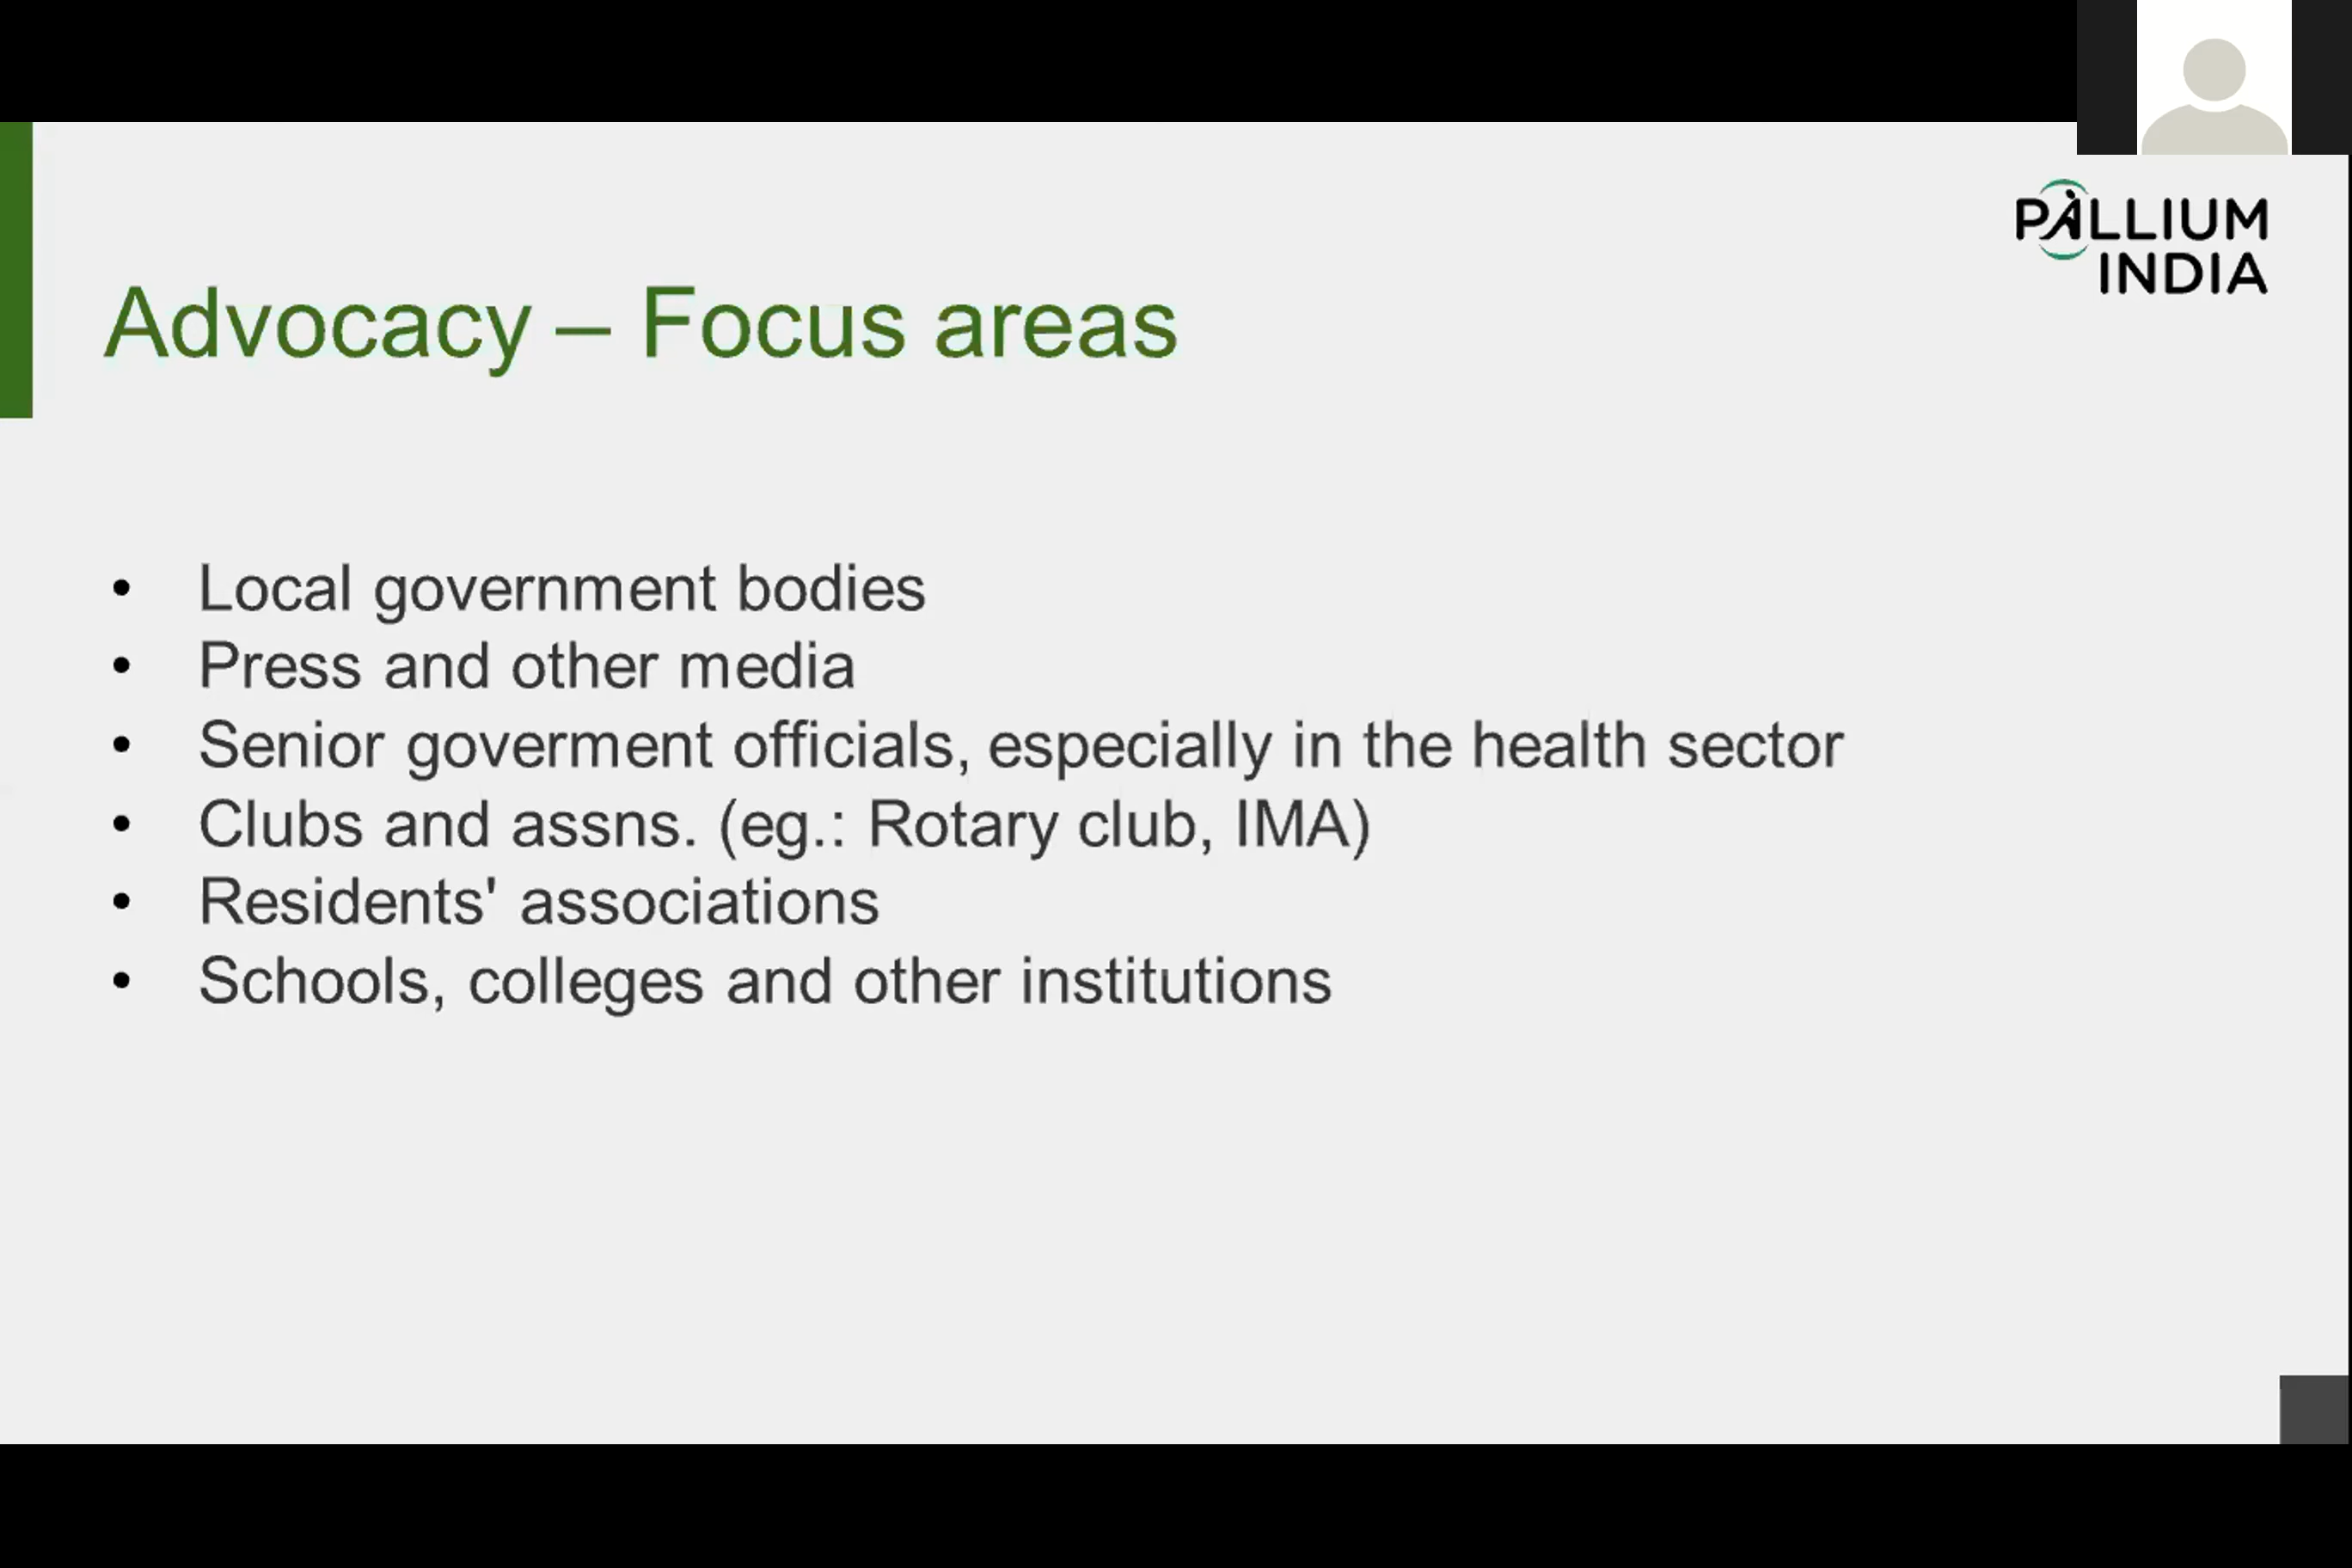 PALLIUM
INDIA
Advocacy – Focus areas
• Local government bodies
• Press and other media
• Senior goverment officials, especially in the health sector
• Clubs and assns. (eg.: Rotary club, IMA)
• Residents' associations
• Schools, colleges and other institutions